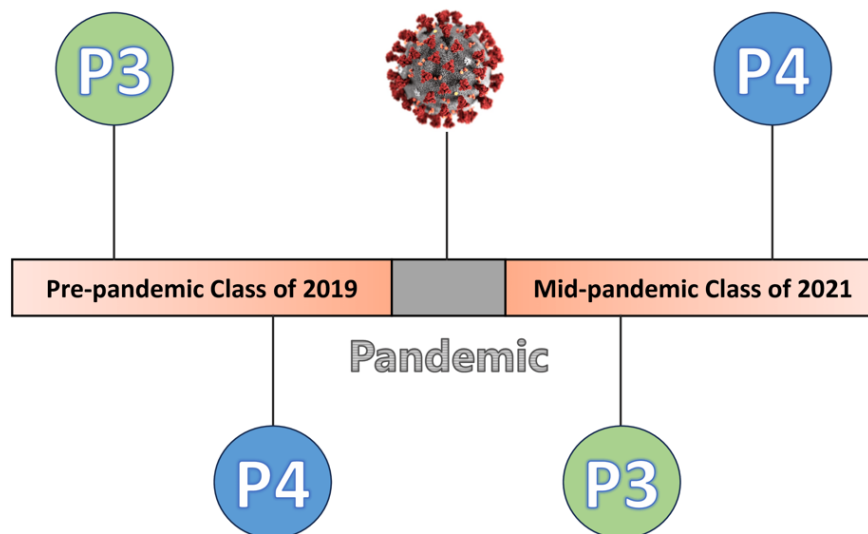 P3
P4
Pre-pandemic Class of 2019
Mid-pandemic Class of 2021
Pandemic
P4
P3